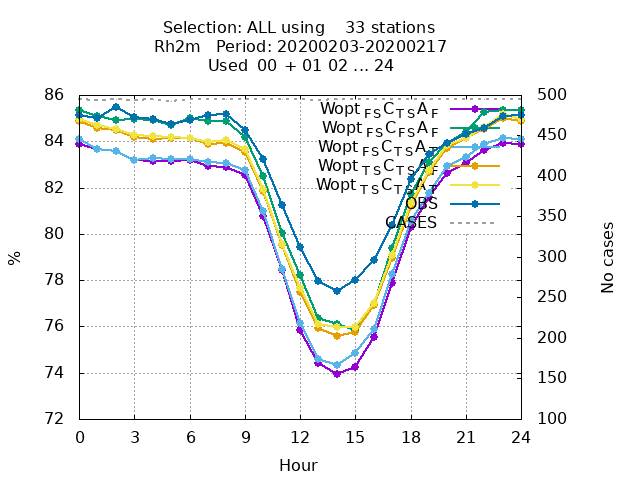 Selection: ALL using 33 stations
Rh2m Period: 20200203-20200217
Used 00 + 01 02 ... 24
86
84
82
80
78
76
74
72
%
500
450
400
350
300
250
200
150
100
No cases
Wopt FS C TS A F
Wopt FS C FS A F
Wopt FS C TS A T
Wopt TS C TS A F
Wopt TS C TS A T
OBS
CASES
0 3 6 9 12 15 18 21 24
Hour